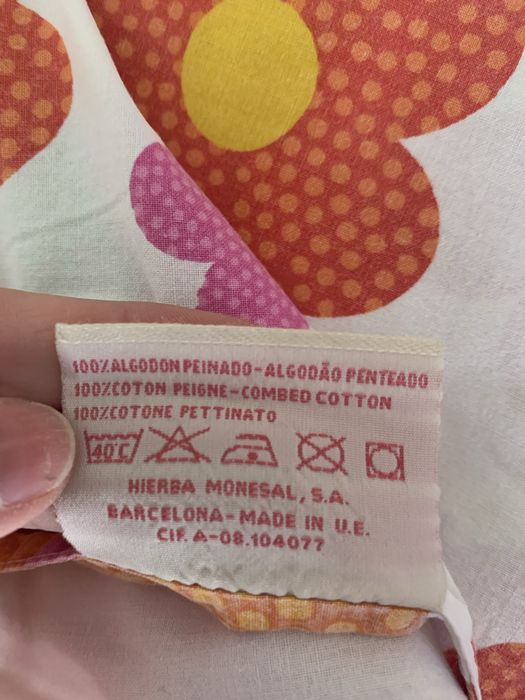 100%ALGODON PEINADO-ALGODÃO PENTEADO
100%COTON PEIGNE-COMBED COTTON
100%COTONE PETTINATO
40°C
HIERBA MONESAL, S.A.
BARCELONA-MADE IN U.E.
CIF. A-08.104077